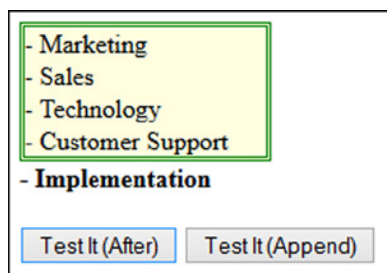 - Marketing
- Sales
- Technology
- Customer Support
- Implementation
Test It (After) Test It (Append)